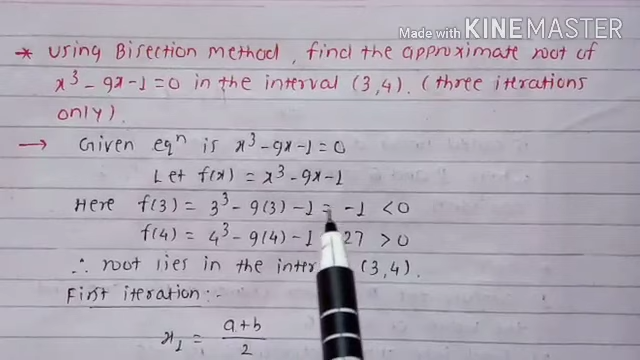 Made with KINEMASTER
* Using Bisection method, find the approximate root of
x³ - 9x - 1 = 0 in the interval (3,4). (three iterations
only).
→ Given eqⁿ is x³ - 9x - 1 = 0
Let f(x) = x³ - 9x - 1
Here f(3) = 3³ - 9(3) - 1 = -1 < 0
f(4) = 4³ - 9(4) - 1 27 > 0
∴ root lies in the (3,4).
First iteration :-
x₁ = a+b / 2